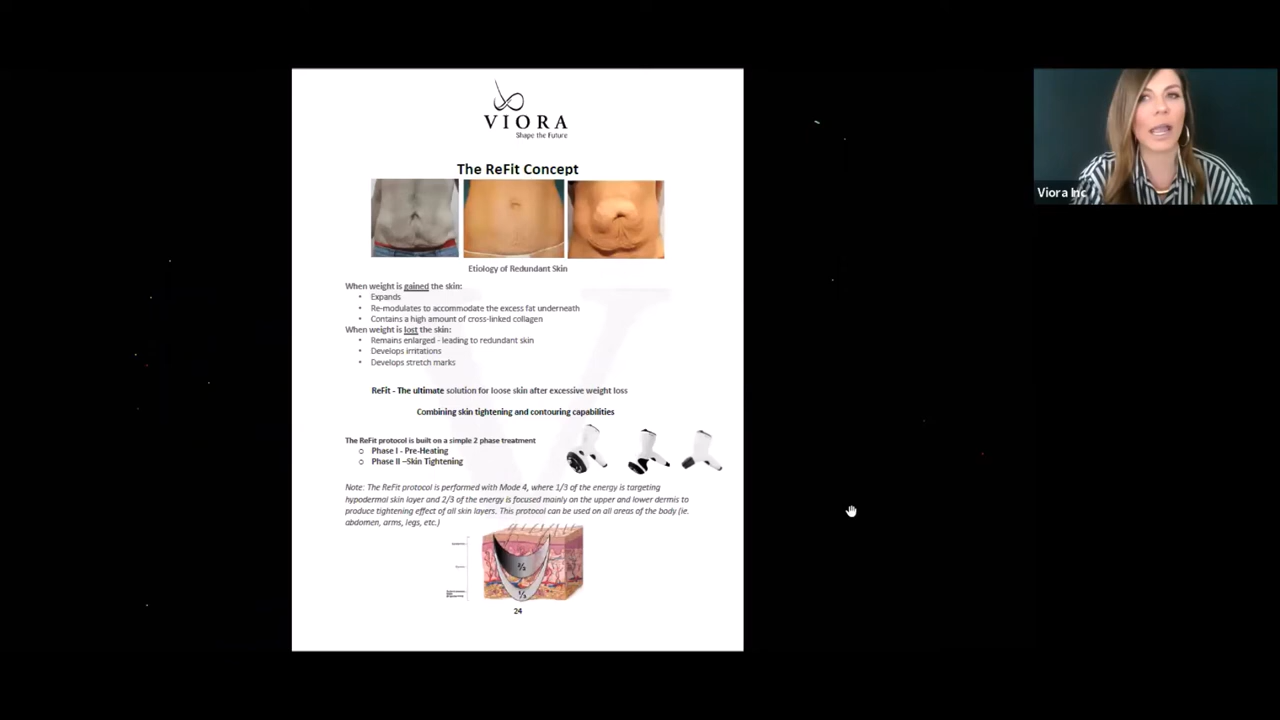 VIORA
Shape the Future
Viora Inc
The ReFit Concept
Etiology of Redundant Skin
When weight is gained the skin:
• Expands
• Re-modulates to accommodate the excess fat underneath
• Contains a high amount of cross-linked collagen
When weight is lost the skin:
• Remains enlarged - leading to redundant skin
• Develops irritations
• Develops stretch marks
ReFit - The ultimate solution for loose skin after excessive weight loss
Combining skin tightening and contouring capabilities
The ReFit protocol is built on a simple 2 phase treatment
o Phase I - Pre-Heating
o Phase II –Skin Tightening
Note: The ReFit protocol is performed with Mode 4, where 1/3 of the energy is targeting
hypodermal skin layer and 2/3 of the energy is focused mainly on the upper and lower dermis to
produce tightening effect of all skin layers. This protocol can be used on all areas of the body (ie.
abdomen, arms, legs, etc.)
2/3
1/3
24